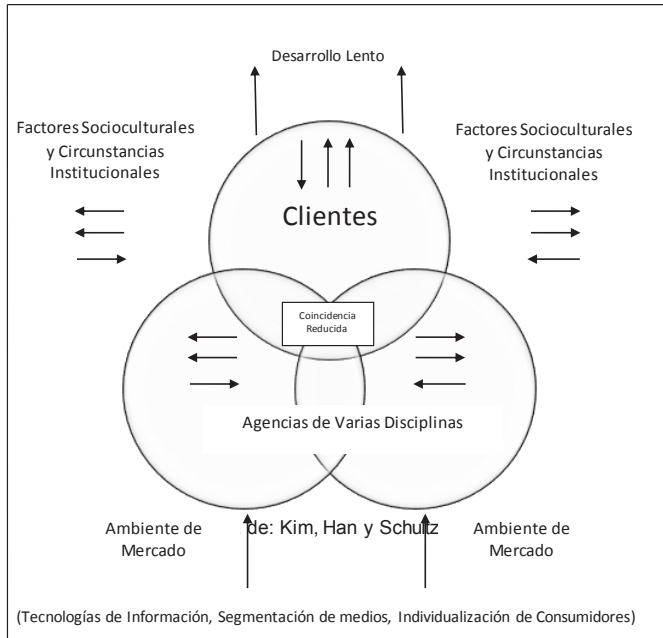 Desarrollo Lento
Factores Socioculturales
y Circunstancias
Institucionales
Factores Socioculturales
y Circunstancias
Institucionales
Clientes
Coincidencia
Reducida
Agencias de Varias Disciplinas
Ambiente de
Mercado
de: Kim, Han y Schultz
Ambiente de
Mercado
(Tecnologías de Información, Segmentación de medios, Individualización de Consumidores)